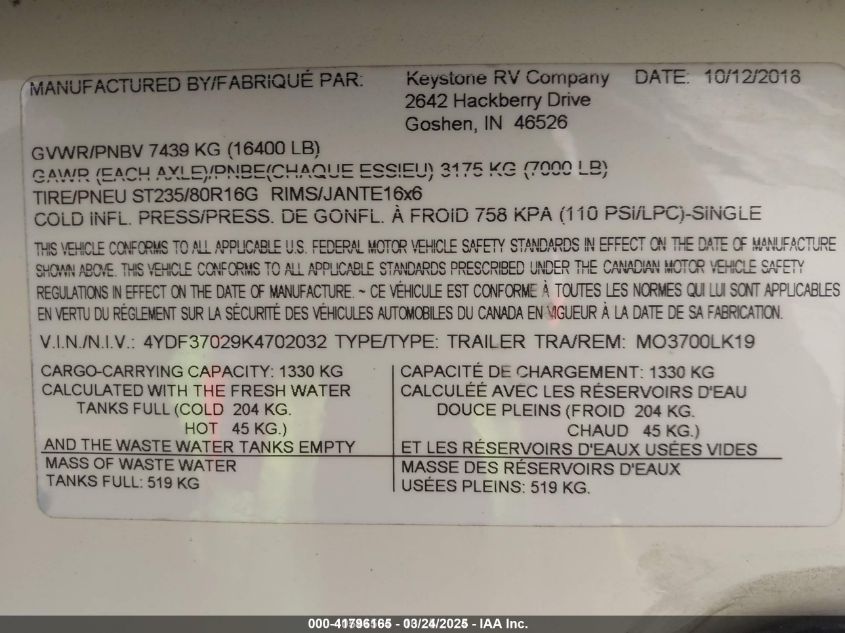 MANUFACTURED BY/FABRIQUÉ PAR: Keystone RV Company DATE: 10/12/2018
2642 Hackberry Drive
Goshen, IN 46526
GVWR/PNBV 7439 KG (16400 LB)
GAWR (EACH AXLE)/PNBE(CHAQUE ESSIEU) 3175 KG (7000 LB)
TIRE/PNEU ST235/80R16G RIMS/JANTE16x6
COLD INFL. PRESS/PRESS. DE GONFL. À FROID 758 KPA (110 PSI/LPC)-SINGLE
THIS VEHICLE CONFORMS TO ALL APPLICABLE U.S. FEDERAL MOTOR VEHICLE SAFETY STANDARDS IN EFFECT ON THE DATE OF MANUFACTURE
SHOWN ABOVE. THIS VEHICLE CONFORMS TO ALL APPLICABLE STANDARDS PRESCRIBED UNDER THE CANADIAN MOTOR VEHICLE SAFETY
REGULATIONS IN EFFECT ON THE DATE OF MANUFACTURE. ~ CE VÉHICULE EST CONFORME À TOUTES LES NORMES QUI LUI SONT APPLICABLES
EN VERTU DU RÉGLEMENT SUR LA SÉCURITÉ DES VÉHICULES AUTOMOBILES DU CANADA EN VIGUEUR À LA DATE DE SA FABRICATION.
V.I.N./N.I.V.: 4YDF37029K4702032 TYPE/TYPE: TRAILER TRA/REM: MO3700LK19
CARGO-CARRYING CAPACITY: 1330 KG
CALCULATED WITH THE FRESH WATER
TANKS FULL (COLD 204 KG.
HOT 45 KG.)
AND THE WASTE WATER TANKS EMPTY
MASS OF WASTE WATER
TANKS FULL: 519 KG
CAPACITÉ DE CHARGEMENT: 1330 KG
CALCULÉE AVEC LES RÉSERVOIRS D'EAU
DOUCE PLEINS (FROID 204 KG.
CHAUD 45 KG.)
ET LES RÉSERVOIRS D'EAUX USÉES VIDES
MASSE DES RÉSERVOIRS D'EAUX
USÉES PLEINS: 519 KG.
000-41796165 - 03/24/2025 - IAA Inc.